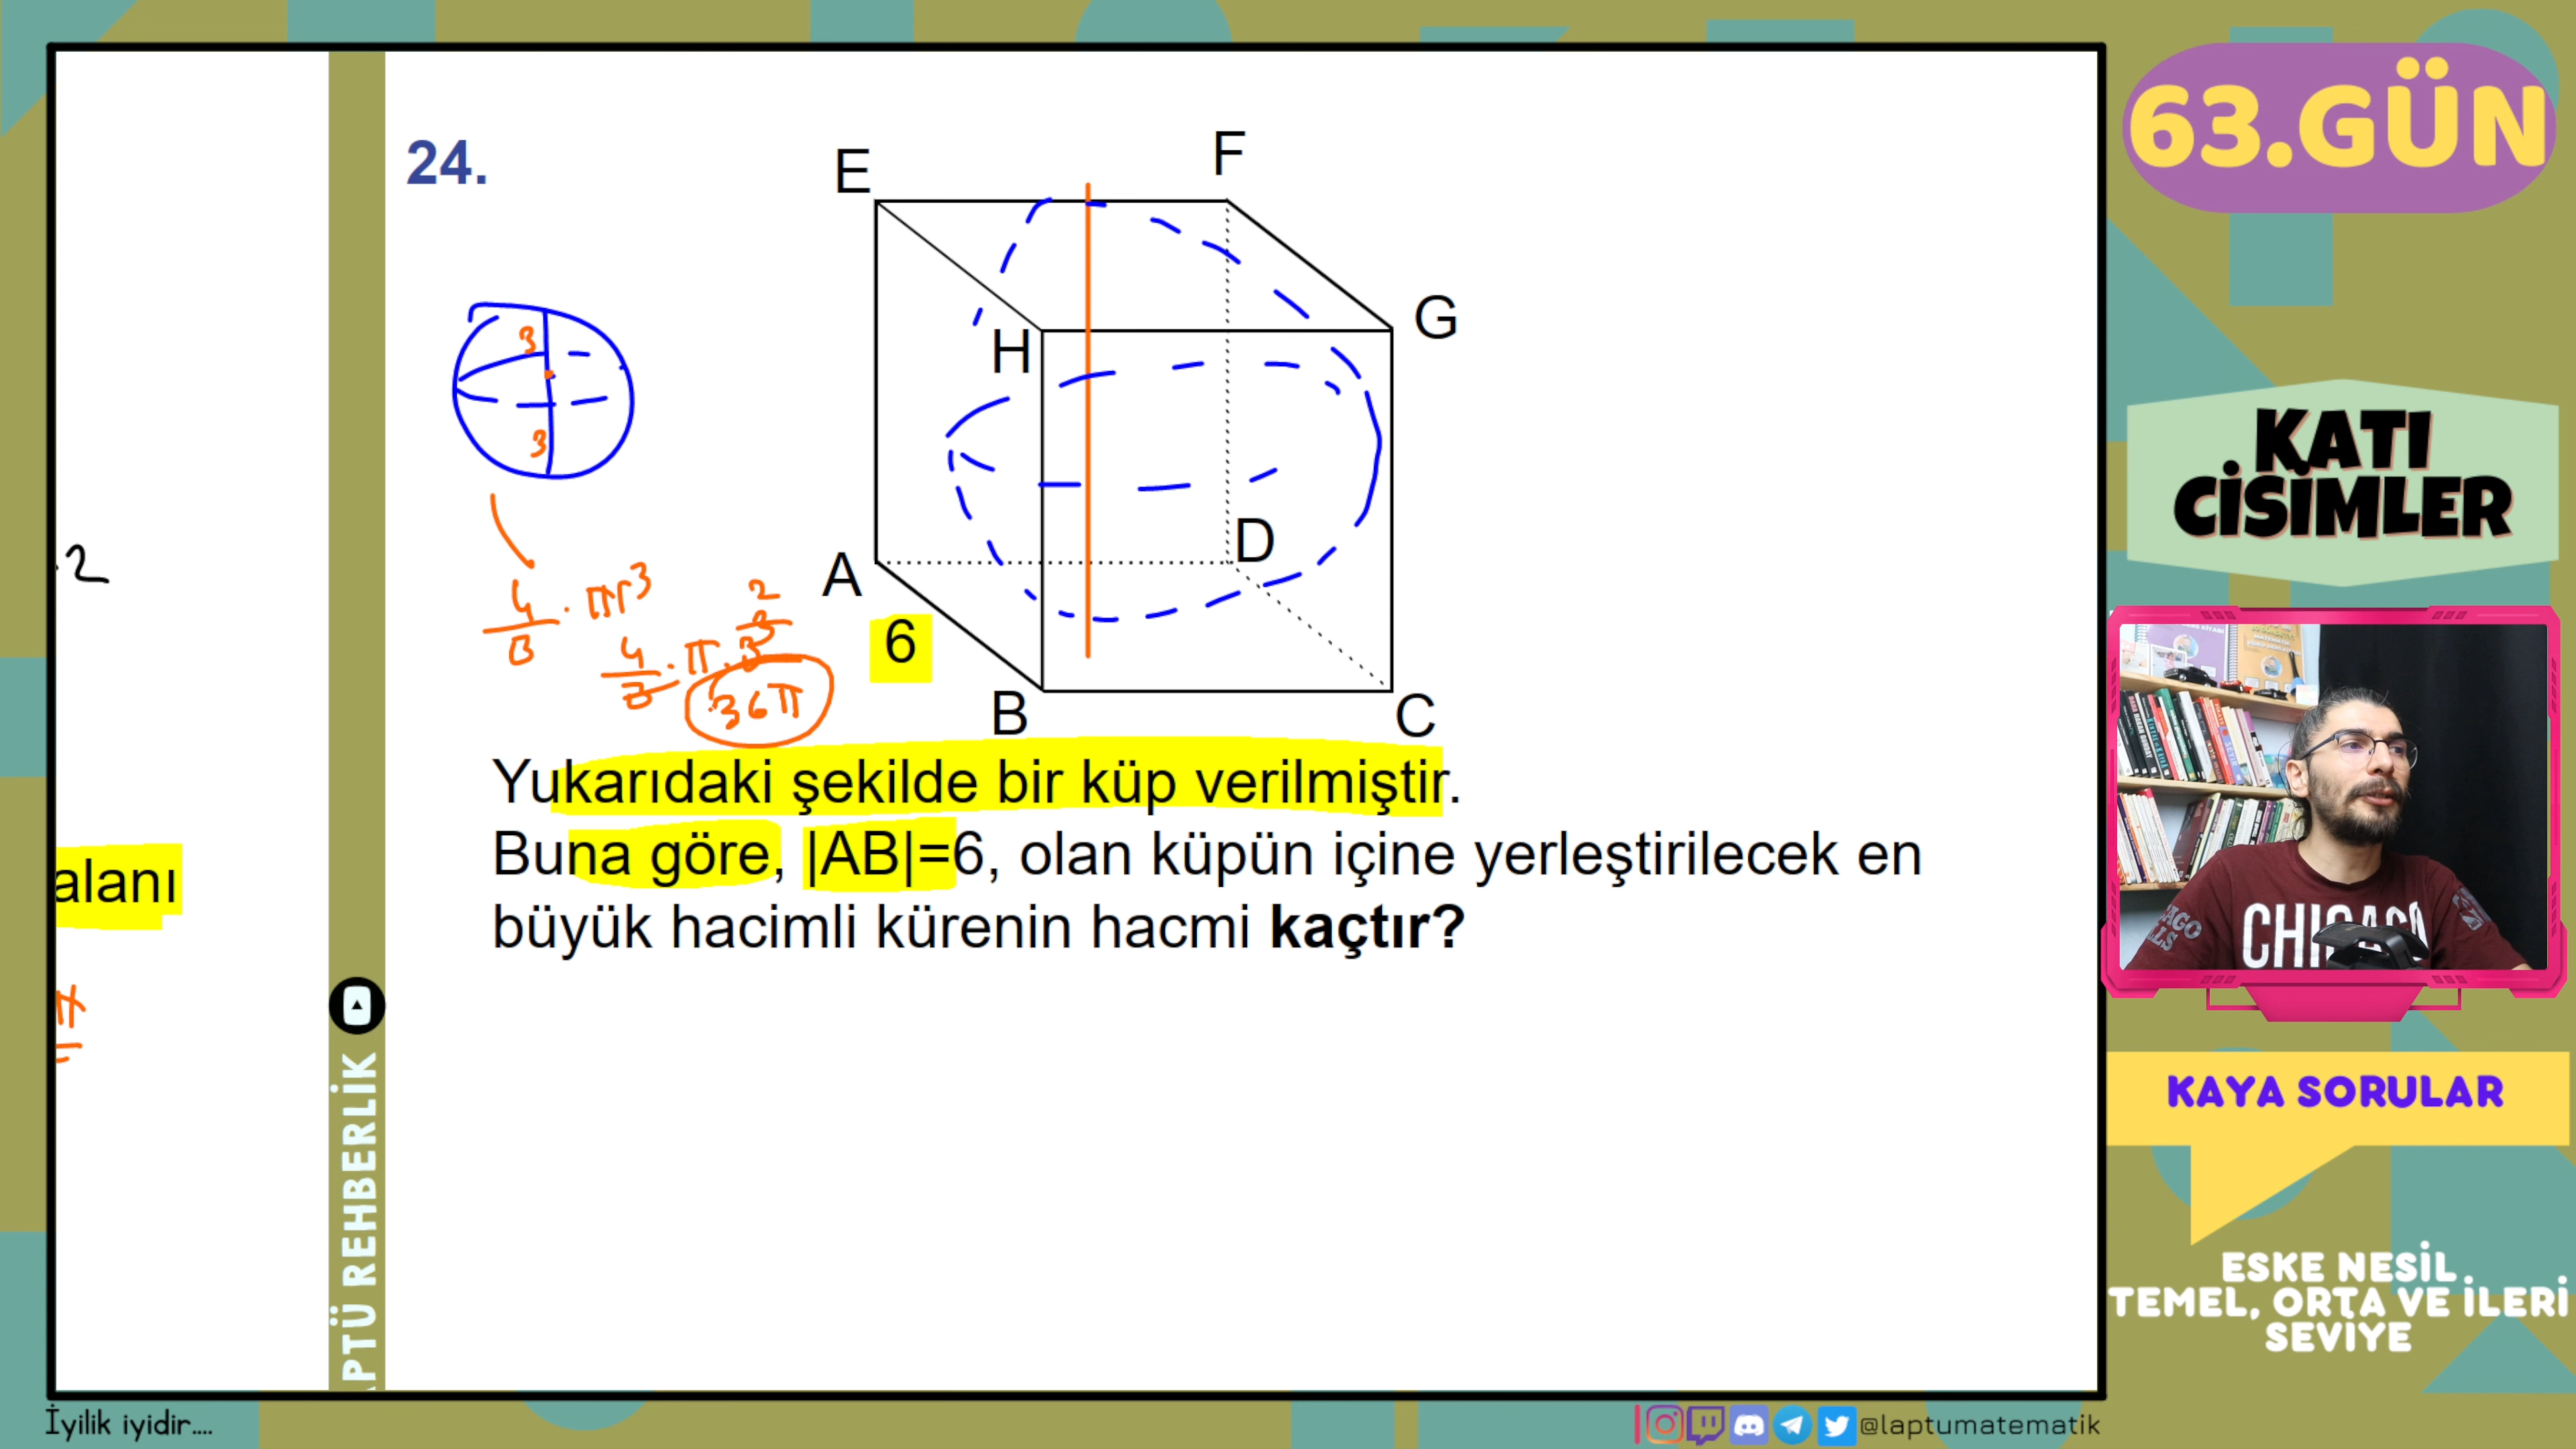 63.GÜN
24.
E
F
G
H
3
3
2
A
D
6
B
C
4/3 . πr³
4/3 . π . 3³
36π
Yukarıdaki şekilde bir küp verilmiştir.
Buna göre, |AB|=6, olan küpün içine yerleştirilecek en
büyük hacimli kürenin hacmi kaçtır?
alanı
KATI
CİSİMLER
CHICAGO
KAYA SORULAR
ESKE NESİL
TEMEL, ORTA VE İLERİ
SEVİYE
PTÜ REHBERLİK
İyilik iyidir....
@laptumatematik